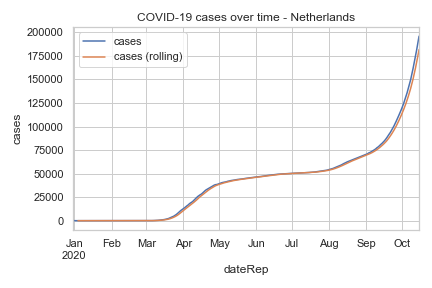 COVID-19 cases over time - Netherlands
cases
cases (rolling)
200000
175000
150000
125000
100000
75000
50000
25000
0
cases
Jan Feb Mar Apr May Jun Jul Aug Sep Oct
2020
dateRep